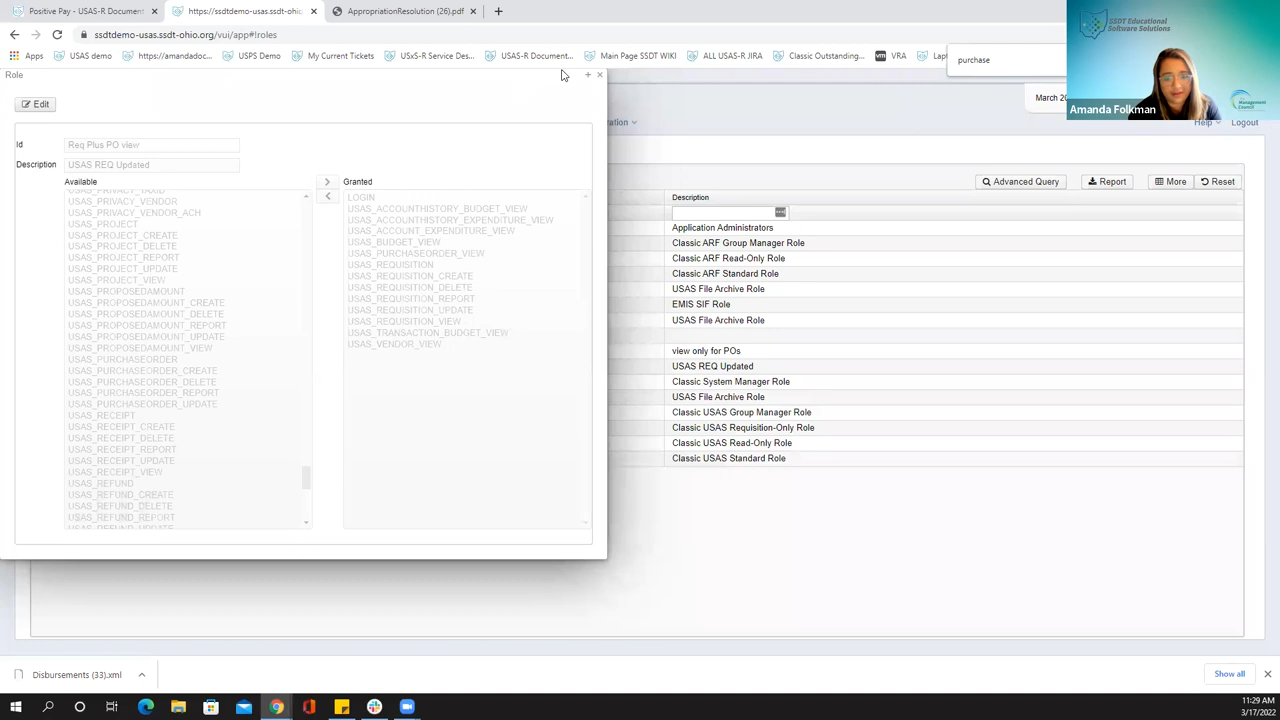 Positive Pay - USAS-R Document
https://ssdtdemo-usas.ssdt-ohio.
AppropriationResolution (26).pdf
ssdtdemo-usas.ssdt-ohio.org/vui/app#!roles
Apps
USAS demo
https://amandadoc...
USPS Demo
My Current Tickets
USxS-R Service Des...
USAS-R Document...
Main Page SSDT WIKI
ALL USAS-R JIRA
Classic Outstanding...
vm VRA
purchase
SSDT Educational
Software Solutions
Management
Council
Amanda Folkman
Role
Edit
March 20
Help
Logout
Id
Req Plus PO view
Description
USAS REQ Updated
Available
Granted
USAS_PRIVACY_TAXID
USAS_PRIVACY_VENDOR
USAS_PRIVACY_VENDOR_ACH
USAS_PROJECT
USAS_PROJECT_CREATE
USAS_PROJECT_DELETE
USAS_PROJECT_REPORT
USAS_PROJECT_UPDATE
USAS_PROJECT_VIEW
USAS_PROPOSEDAMOUNT
USAS_PROPOSEDAMOUNT_CREATE
USAS_PROPOSEDAMOUNT_DELETE
USAS_PROPOSEDAMOUNT_REPORT
USAS_PROPOSEDAMOUNT_UPDATE
USAS_PROPOSEDAMOUNT_VIEW
USAS_PURCHASEORDER
USAS_PURCHASEORDER_CREATE
USAS_PURCHASEORDER_DELETE
USAS_PURCHASEORDER_REPORT
USAS_PURCHASEORDER_UPDATE
USAS_RECEIPT
USAS_RECEIPT_CREATE
USAS_RECEIPT_DELETE
USAS_RECEIPT_REPORT
USAS_RECEIPT_UPDATE
USAS_RECEIPT_VIEW
USAS_REFUND
USAS_REFUND_CREATE
USAS_REFUND_DELETE
USAS_REFUND_REPORT
USAS_REFUND_UPDATE
LOGIN
USAS_ACCOUNTHISTORY_BUDGET_VIEW
USAS_ACCOUNTHISTORY_EXPENDITURE_VIEW
USAS_ACCOUNT_EXPENDITURE_VIEW
USAS_BUDGET_VIEW
USAS_PURCHASEORDER_VIEW
USAS_REQUISITION
USAS_REQUISITION_CREATE
USAS_REQUISITION_DELETE
USAS_REQUISITION_REPORT
USAS_REQUISITION_UPDATE
USAS_REQUISITION_VIEW
USAS_TRANSACTION_BUDGET_VIEW
USAS_VENDOR_VIEW
Advanced Query
Report
More
Reset
Description
Application Administrators
Classic ARF Group Manager Role
Classic ARF Read-Only Role
Classic ARF Standard Role
USAS File Archive Role
EMIS SIF Role
USAS File Archive Role
view only for POs
USAS REQ Updated
Classic System Manager Role
USAS File Archive Role
Classic USAS Group Manager Role
Classic USAS Requisition-Only Role
Classic USAS Read-Only Role
Classic USAS Standard Role
Disbursements (33).xml
Show all
11:29 AM
3/17/2022